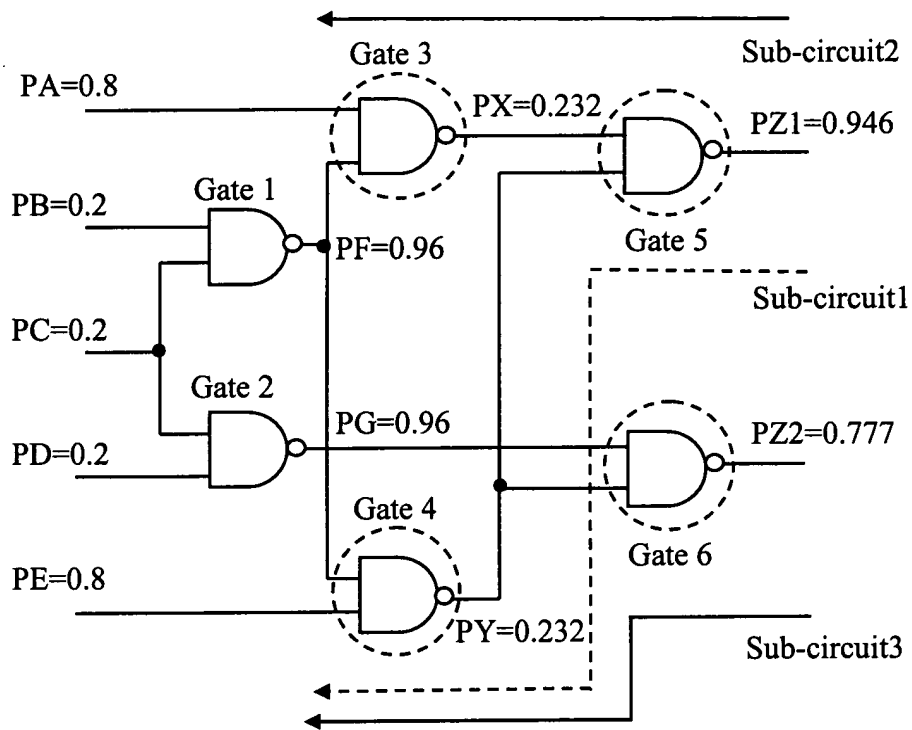 Sub-circuit2
Gate 3
PA=0.8
PX=0.232
PZ1=0.946
Gate 1
PB=0.2
PF=0.96
Gate 5
Sub-circuit1
PC=0.2
Gate 2
PG=0.96
PZ2=0.777
PD=0.2
Gate 4
Gate 6
PE=0.8
PY=0.232
Sub-circuit3